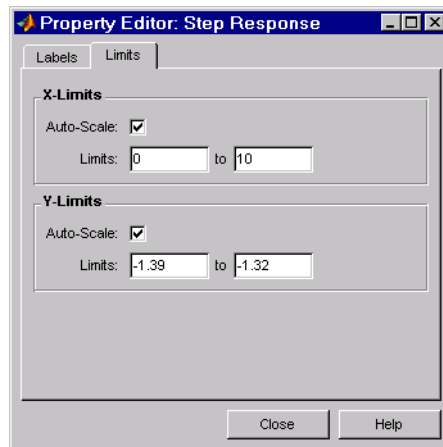 Property Editor: Step Response
Labels Limits
X-Limits
Auto-Scale:
Limits: 0 to 10
Y-Limits
Auto-Scale:
Limits: -1.39 to -1.32
Close Help